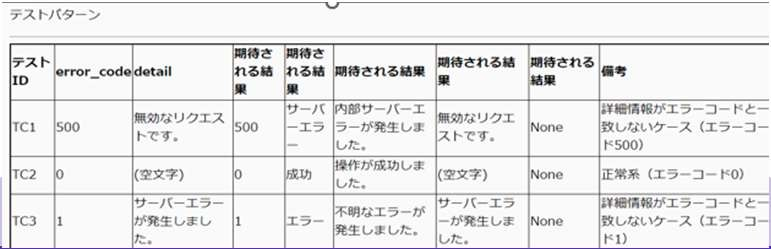 テストパターン
テスト
ID
error_code
detail
期待さ
れる結
果
期待さ
れる結
果
期待される結果
期待される結
果
期待される
結果
備考
TC1
500
無効なリクエス
トです。
500
サーバ
ーエラ
ー
内部サーバーエ
ラーが発生しま
した。
無効なリクエ
ストです。
None
詳細情報がエラーコードと一
致しないケース（エラーコー
ド500）
TC2
0
(空文字)
0
成功
操作が成功しま
した。
(空文字)
None
正常系（エラーコード0）
TC3
1
サーバーエラー
が発生しまし
た。
1
エラー
不明なエラーが
発生しました。
サーバーエラ
ーが発生しま
した。
None
詳細情報がエラーコードと一
致しないケース（エラーコー
ド1）